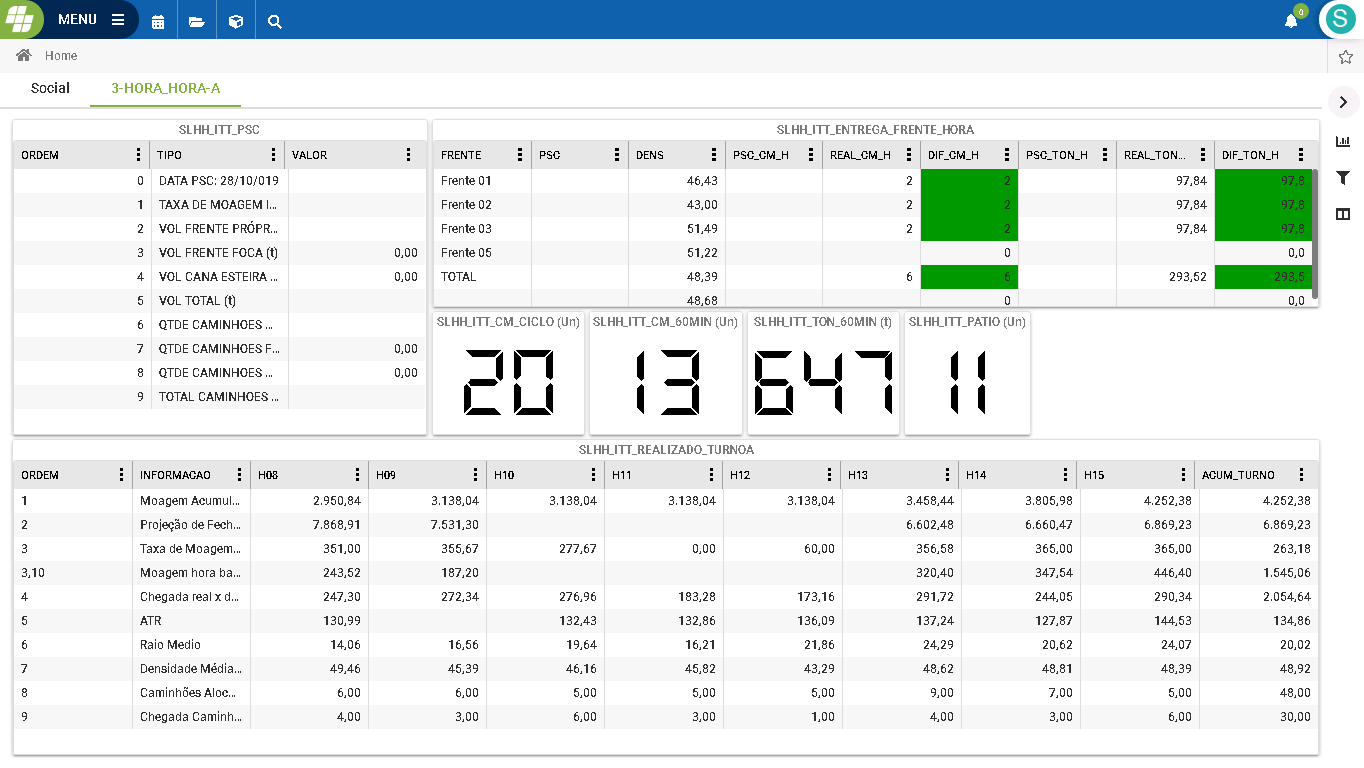 MENU
0
S
Home
Social 3-HORA_HORA-A
SLHH_ITT_PSC
ORDEM TIPO VALOR
0 DATA PSC: 28/10/019
1 TAXA DE MOAGEM I...
2 VOL FRENTE PRÓPR...
3 VOL FRENTE FOCA (t) 0,00
4 VOL CANA ESTEIRA ... 0,00
5 VOL TOTAL (t)
6 QTDE CAMINHOES ...
7 QTDE CAMINHOES F... 0,00
8 QTDE CAMINHOES ... 0,00
9 TOTAL CAMINHOES ...
SLHH_ITT_ENTREGA_FRENTE_HORA
FRENTE PSC DENS PSC_CM_H REAL_CM_H DIF_CM_H PSC_TON_H REAL_TON... DIF_TON_H
Frente 01 46,43 2 2 97,84 97,8
Frente 02 43,00 2 2 97,84 97,8
Frente 03 51,49 2 2 97,84 97,8
Frente 05 51,22 0 0,0
TOTAL 48,39 6 6 293,52 293,5
48,68 0 0,0
SLHH_ITT_CM_CICLO (Un) SLHH_ITT_CM_60MIN (Un) SLHH_ITT_TON_60MIN (t) SLHH_ITT_PATIO (Un)
20 13 647 11
SLHH_ITT_REALIZADO_TURNOA
ORDEM INFORMACAO H08 H09 H10 H11 H12 H13 H14 H15 ACUM_TURNO
1 Moagem Acumul... 2.950,84 3.138,04 3.138,04 3.138,04 3.138,04 3.458,44 3.805,98 4.252,38 4.252,38
2 Projeção de Fech... 7.868,91 7.531,30 6.602,48 6.660,47 6.869,23 6.869,23
3 Taxa de Moagem... 351,00 355,67 277,67 0,00 60,00 356,58 365,00 365,00 263,18
3,10 Moagem hora ba... 243,52 187,20 320,40 347,54 446,40 1.545,06
4 Chegada real x d... 247,30 272,34 276,96 183,28 173,16 291,72 244,05 290,34 2.054,64
5 ATR 130,99 132,43 132,86 136,09 137,24 127,87 144,53 134,86
6 Raio Medio 14,06 16,56 19,64 16,21 21,86 24,29 20,62 24,07 20,02
7 Densidade Média... 49,46 45,39 46,16 45,82 43,29 48,62 48,81 48,39 48,92
8 Caminhões Aloc... 6,00 6,00 5,00 5,00 5,00 9,00 7,00 5,00 48,00
9 Chegada Caminh... 4,00 3,00 6,00 3,00 1,00 4,00 3,00 6,00 30,00